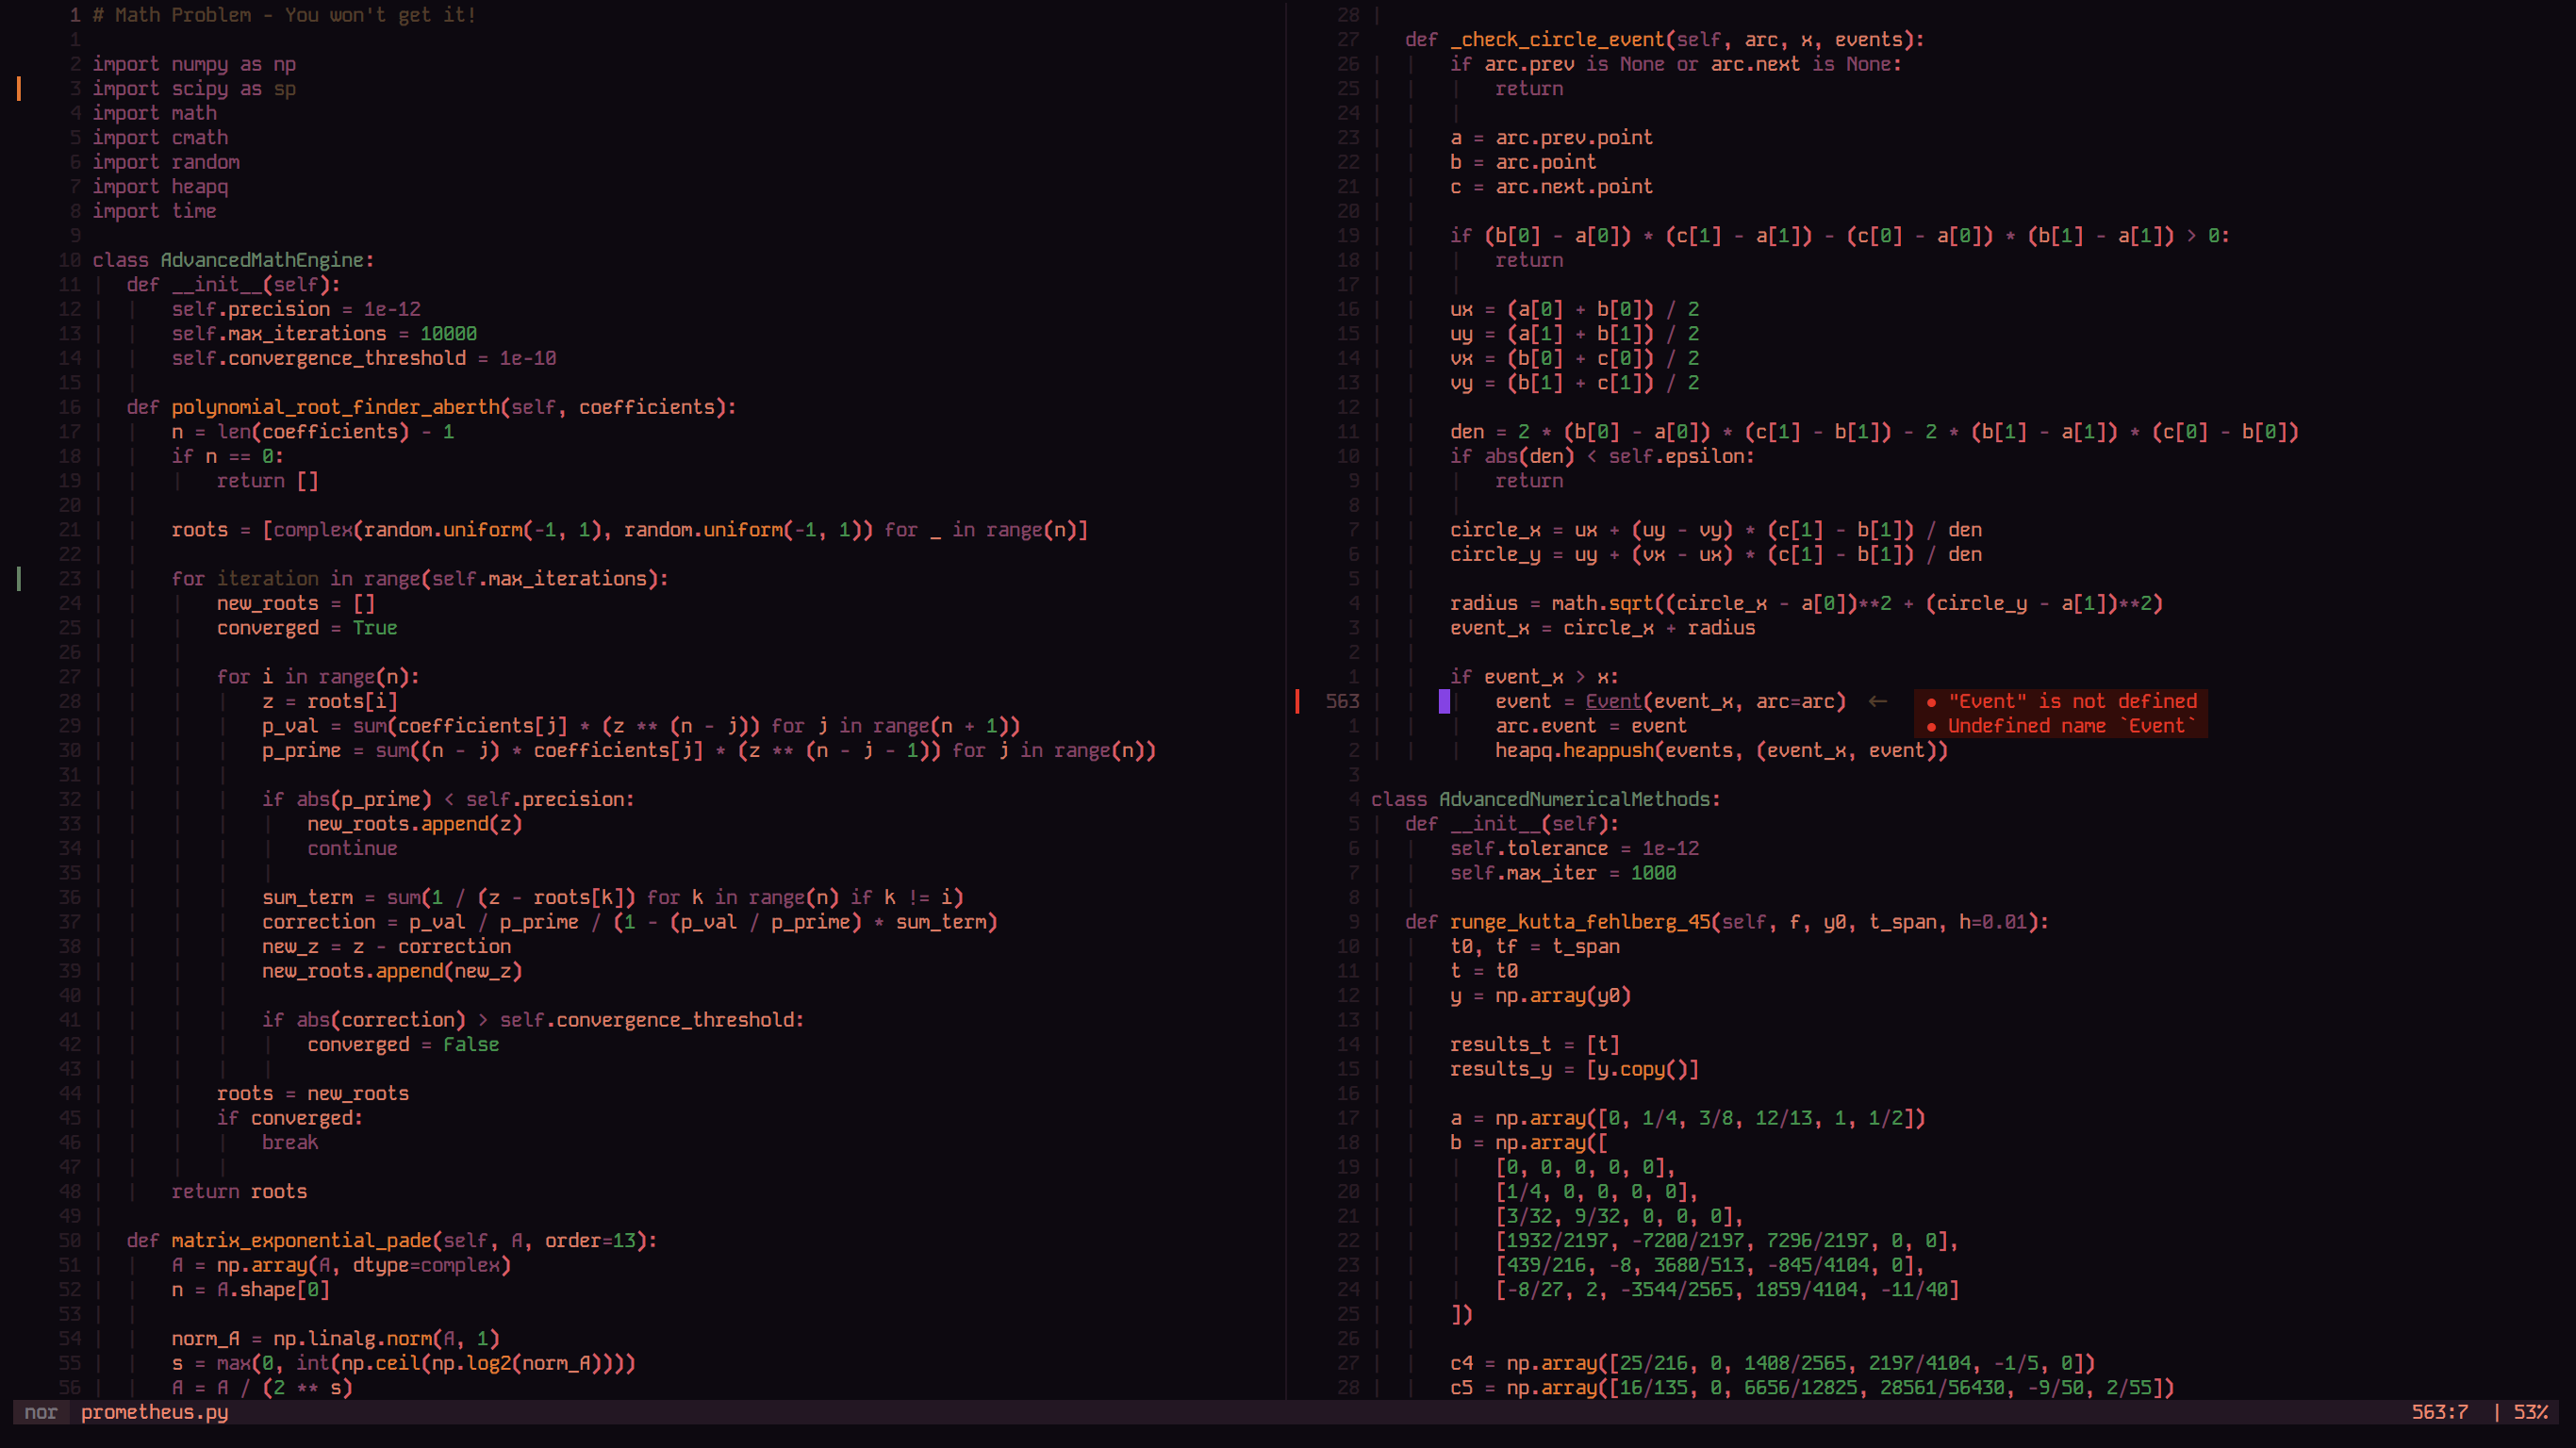 1 # Math Problem - You won't get it!
1
2 import numpy as np
3 import scipy as sp
4 import math
5 import cmath
6 import random
7 import heapq
8 import time
9
10 class AdvancedMathEngine:
11 def __init__(self):
12 self.precision = 1e-12
13 self.max_iterations = 10000
14 self.convergence_threshold = 1e-10
15
16 def polynomial_root_finder_aberth(self, coefficients):
17 n = len(coefficients) - 1
18 if n == 0:
19 return []
20
21 roots = [complex(random.uniform(-1, 1), random.uniform(-1, 1)) for _ in range(n)]
22
23 for iteration in range(self.max_iterations):
24 new_roots = []
25 converged = True
26
27 for i in range(n):
28 z = roots[i]
29 p_val = sum(coefficients[j] * (z ** (n - j)) for j in range(n + 1))
30 p_prime = sum((n - j) * coefficients[j] * (z ** (n - j - 1)) for j in range(n))
31
32 if abs(p_prime) < self.precision:
33 new_roots.append(z)
34 continue
35
36 sum_term = sum(1 / (z - roots[k]) for k in range(n) if k != i)
37 correction = p_val / p_prime / (1 - (p_val / p_prime) * sum_term)
38 new_z = z - correction
39 new_roots.append(new_z)
40
41 if abs(correction) > self.convergence_threshold:
42 converged = False
43
44 roots = new_roots
45 if converged:
46 break
47
48 return roots
49
50 def matrix_exponential_pade(self, A, order=13):
51 A = np.array(A, dtype=complex)
52 n = A.shape[0]
53
54 norm_A = np.linalg.norm(A, 1)
55 s = max(0, int(np.ceil(np.log2(norm_A))))
56 A = A / (2 ** s)
28
27 def _check_circle_event(self, arc, x, events):
26 if arc.prev is None or arc.next is None:
25 return
24
23 a = arc.prev.point
22 b = arc.point
21 c = arc.next.point
20
19 if (b[0] - a[0]) * (c[1] - a[1]) - (c[0] - a[0]) * (b[1] - a[1]) > 0:
18 return
17
16 ux = (a[0] + b[0]) / 2
15 uy = (a[1] + b[1]) / 2
14 vx = (b[0] + c[0]) / 2
13 vy = (b[1] + c[1]) / 2
12
11 den = 2 * (b[0] - a[0]) * (c[1] - b[1]) - 2 * (b[1] - a[1]) * (c[0] - b[0])
10 if abs(den) < self.epsilon:
9 return
8
7 circle_x = ux + (uy - vy) * (c[1] - b[1]) / den
6 circle_y = uy + (vx - ux) * (c[1] - b[1]) / den
5
4 radius = math.sqrt((circle_x - a[0])**2 + (circle_y - a[1])**2)
3 event_x = circle_x + radius
2
1 if event_x > x:
563 event = Event(event_x, arc=arc) ← ● "Event" is not defined
1 arc.event = event ● Undefined name `Event`
2 heapq.heappush(events, (event_x, event))
3
4 class AdvancedNumericalMethods:
5 def __init__(self):
6 self.tolerance = 1e-12
7 self.max_iter = 1000
8
9 def runge_kutta_fehlberg_45(self, f, y0, t_span, h=0.01):
10 t0, tf = t_span
11 t = t0
12 y = np.array(y0)
13
14 results_t = [t]
15 results_y = [y.copy()]
16
17 a = np.array([0, 1/4, 3/8, 12/13, 1, 1/2])
18 b = np.array([
19 [0, 0, 0, 0, 0],
20 [1/4, 0, 0, 0, 0],
21 [3/32, 9/32, 0, 0, 0],
22 [1932/2197, -7200/2197, 7296/2197, 0, 0],
23 [439/216, -8, 3680/513, -845/4104, 0],
24 [-8/27, 2, -3544/2565, 1859/4104, -11/40]
25 ])
26
27 c4 = np.array([25/216, 0, 1408/2565, 2197/4104, -1/5, 0])
28 c5 = np.array([16/135, 0, 6656/12825, 28561/56430, -9/50, 2/55])
nor prometheus.py 563:7 | 53%